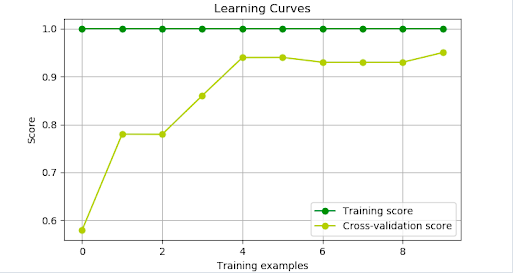 Learning Curves
1.0
0.9
0.8
0.7
0.6
Score
0 2 4 6 8
Training examples
Training score
Cross-validation score